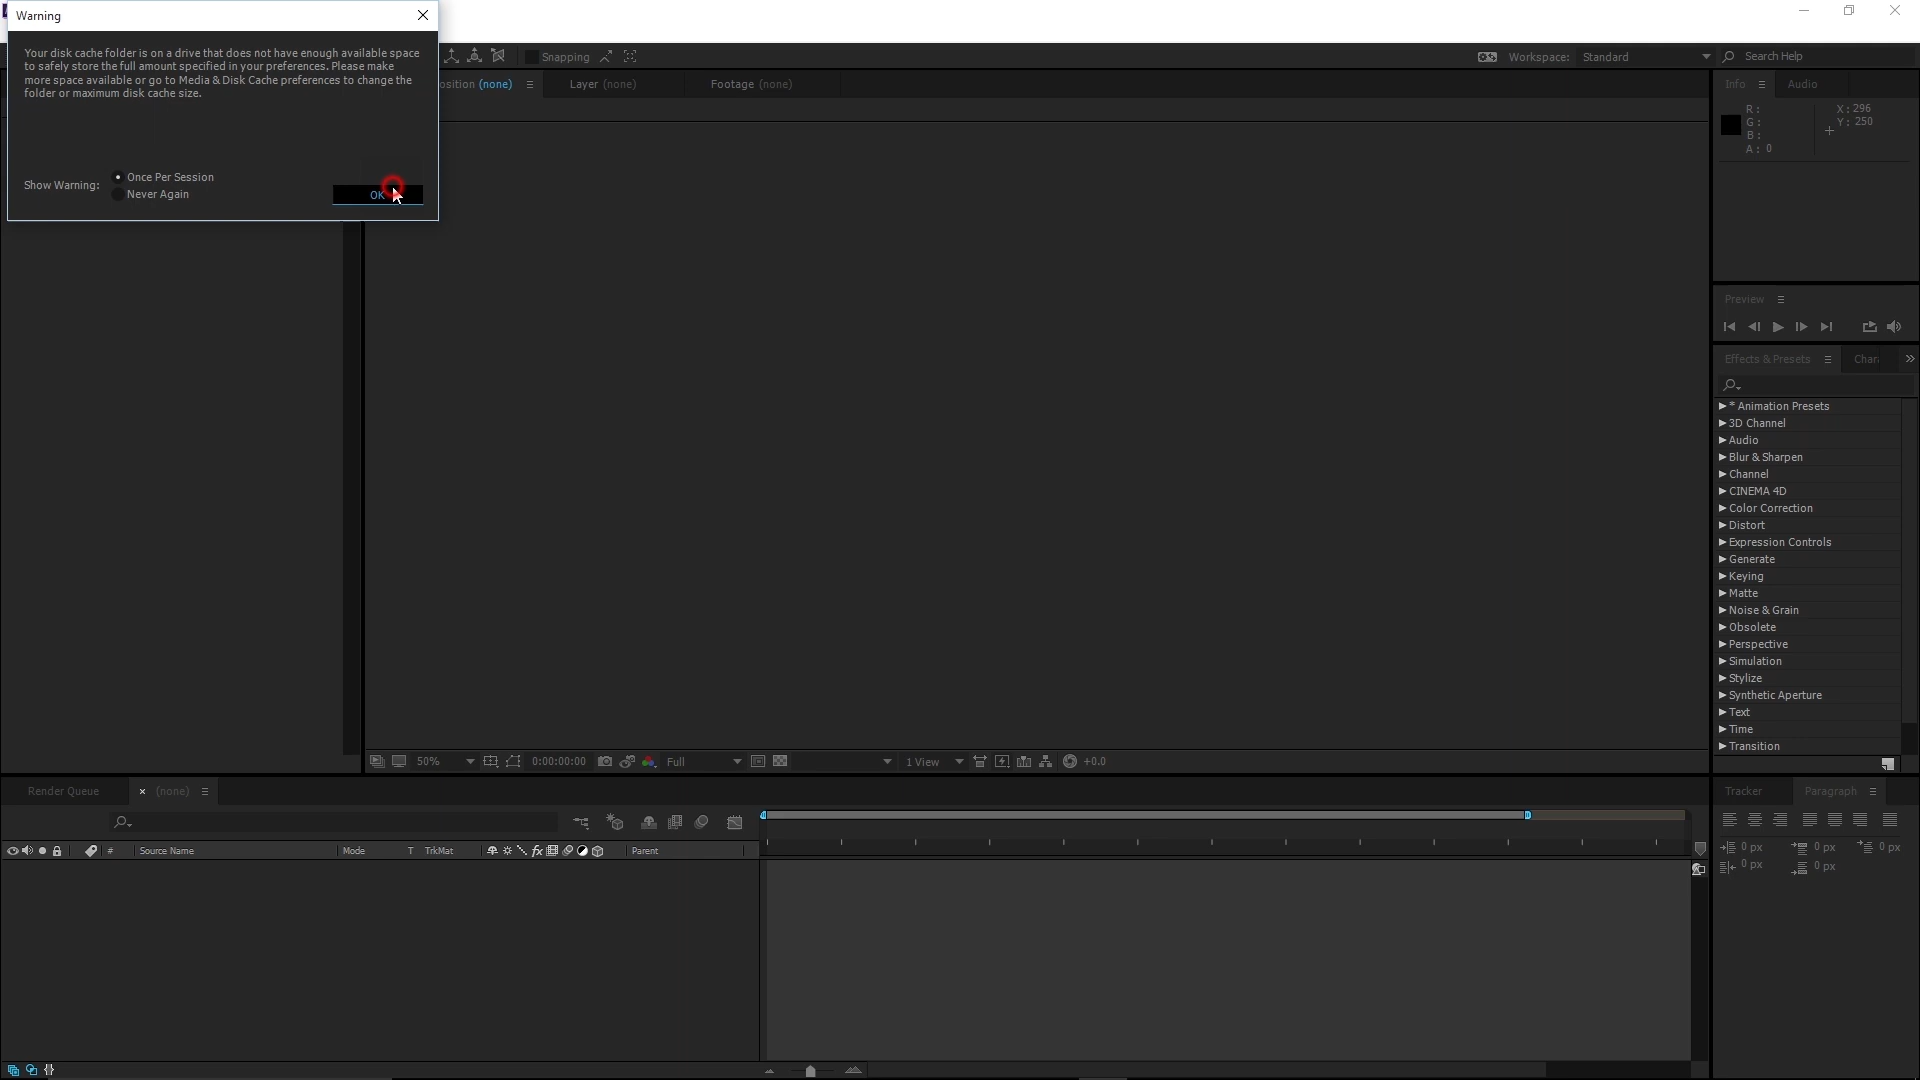 Warning
Your disk cache folder is on a drive that does not have enough available space
to safely store the full amount specified in your preferences. Please make
more space available or go to Media & Disk Cache preferences to change the
folder or maximum disk cache size.
Show Warning:
Once Per Session
Never Again
OK
Snapping
Workspace: Standard
Search Help
osition (none)
Layer (none)
Footage (none)
Info
Audio
R:
G:
B:
A: 0
X: 296
Y: 250
Preview
Effects & Presets
Char
* Animation Presets
3D Channel
Audio
Blur & Sharpen
Channel
CINEMA 4D
Color Correction
Distort
Expression Controls
Generate
Keying
Matte
Noise & Grain
Obsolete
Perspective
Simulation
Stylize
Synthetic Aperture
Text
Time
Transition
50%
0:00:00:00
Full
1 View
+0.0
Render Queue
(none)
# Source Name Mode T TrkMat fx Parent
Tracker
Paragraph
0 px 0 px 0 px
0 px 0 px